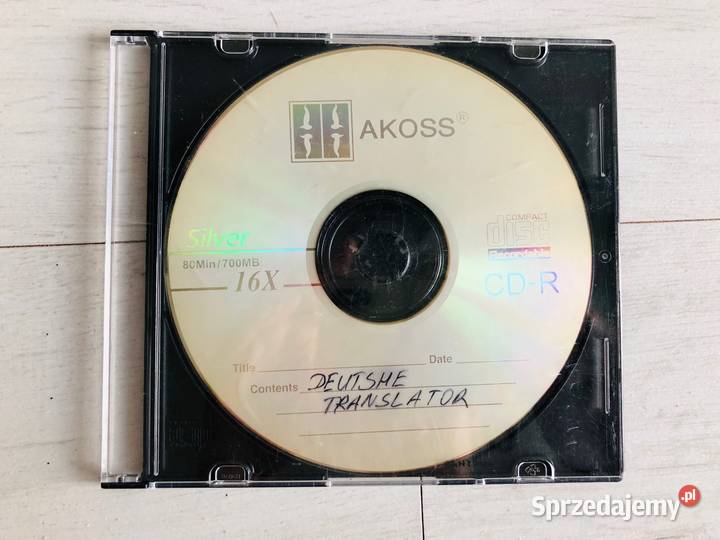 AKOSS®
COMPACT
disc
Recordable
Silver
80Min/700MB
16X
CD-R
Title
Date
Contents DEUTSHE
TRANSLATOR
Sprzedajemy.pl